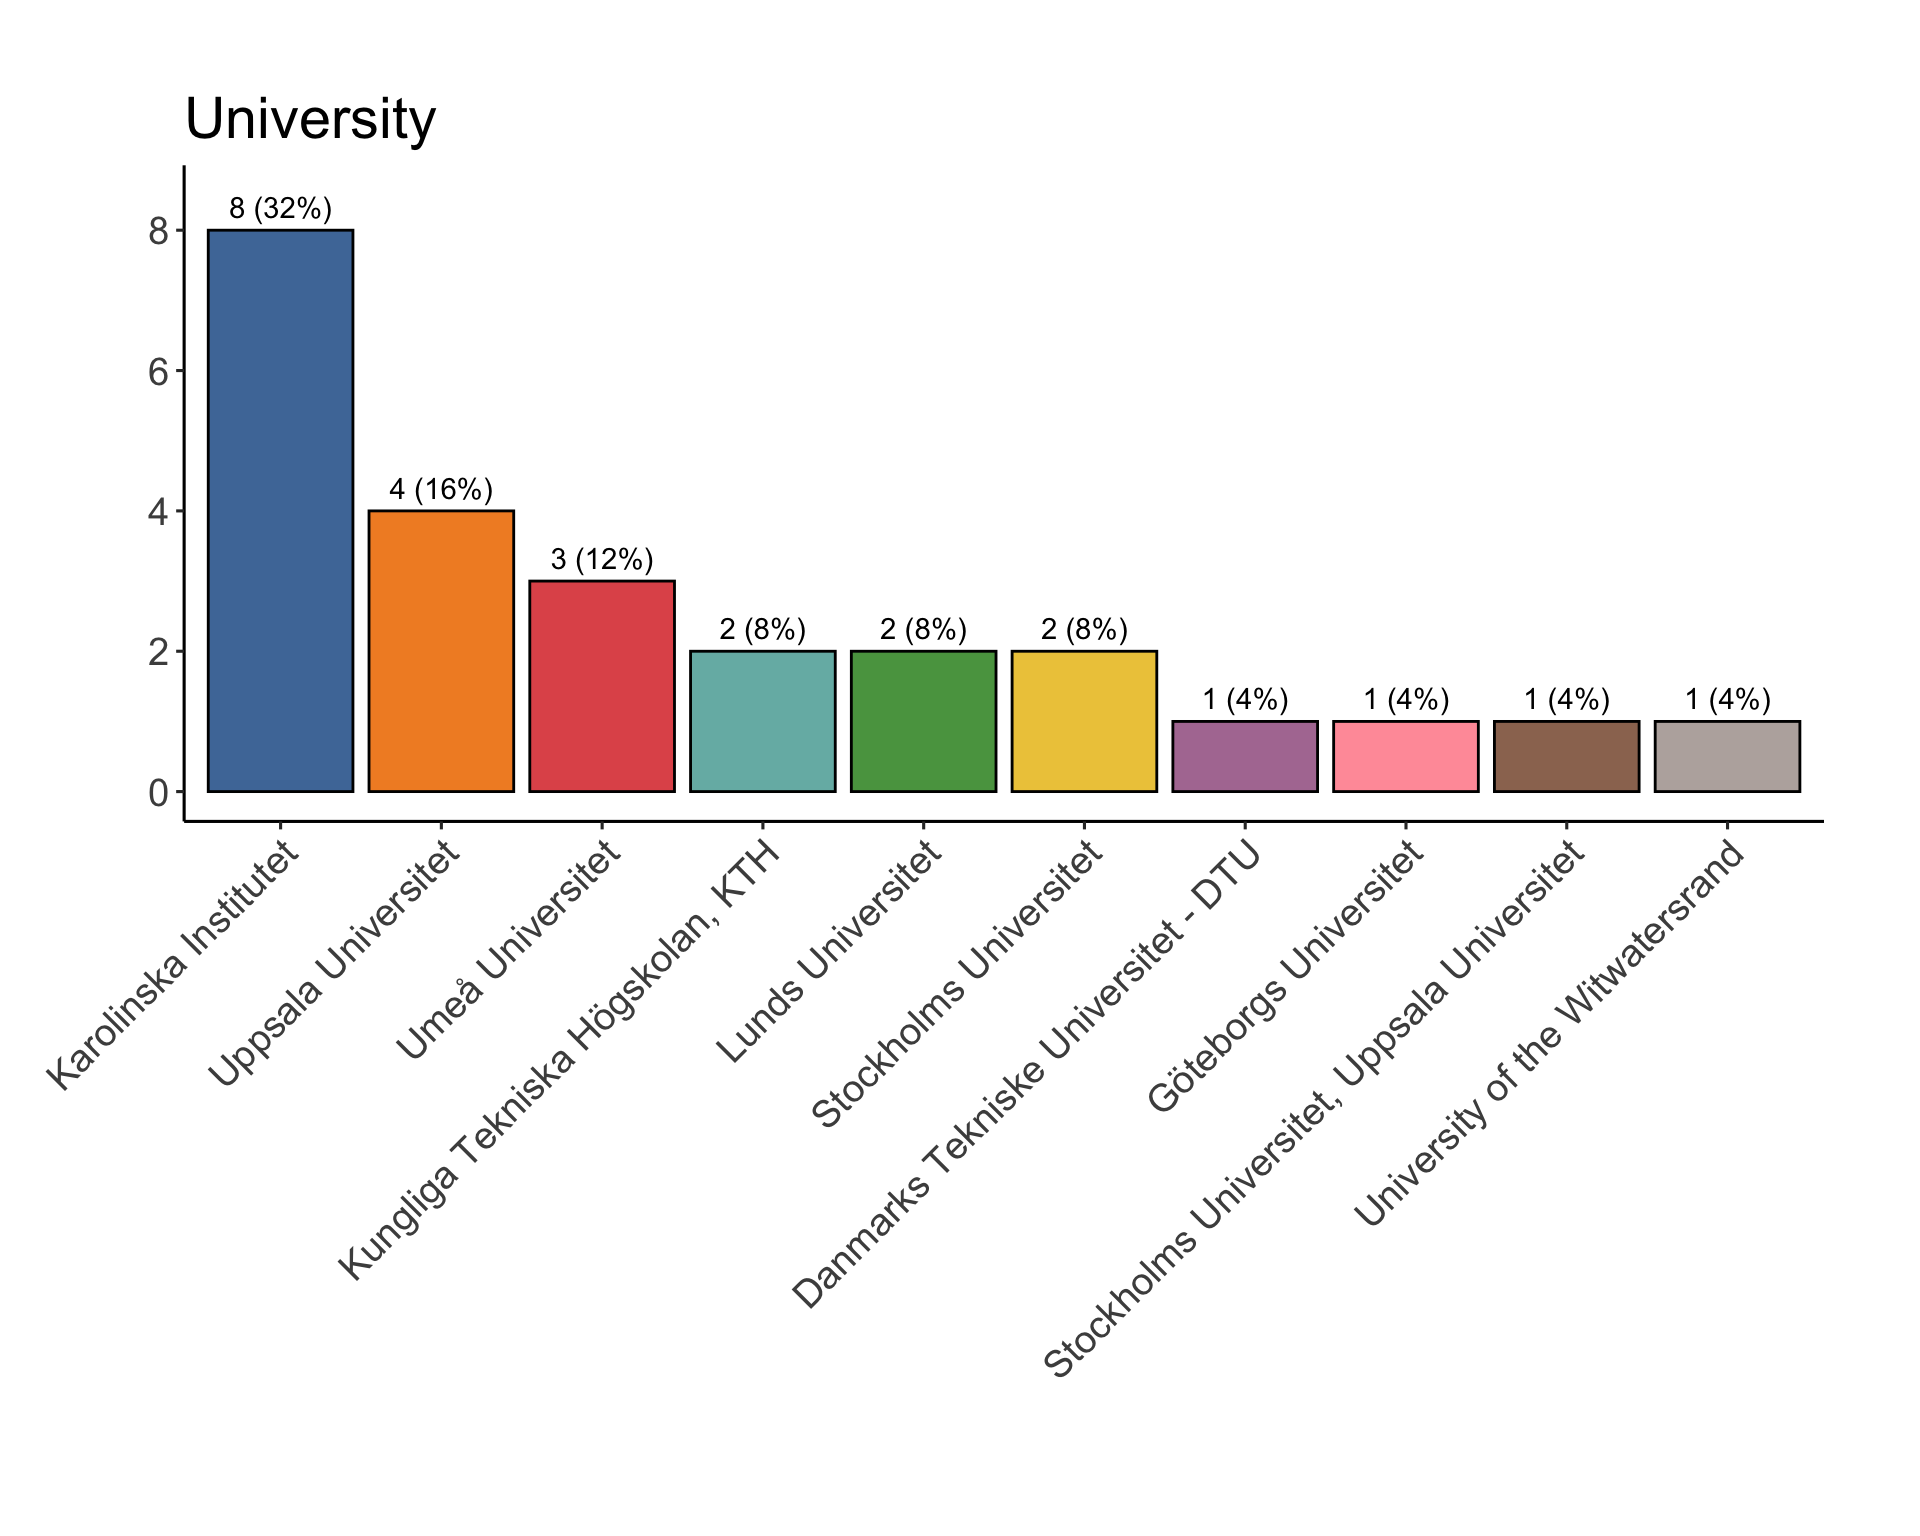 University
8 (32%)
4 (16%)
3 (12%)
2 (8%)
2 (8%)
2 (8%)
1 (4%)
1 (4%)
1 (4%)
1 (4%)
8
6
4
2
0
Karolinska Institutet
Uppsala Universitet
Umeå Universitet
Kungliga Tekniska Högskolan, KTH
Lunds Universitet
Stockholms Universitet
Danmarks Tekniske Universitet - DTU
Göteborgs Universitet
Stockholms Universitet, Uppsala Universitet
University of the Witwatersrand